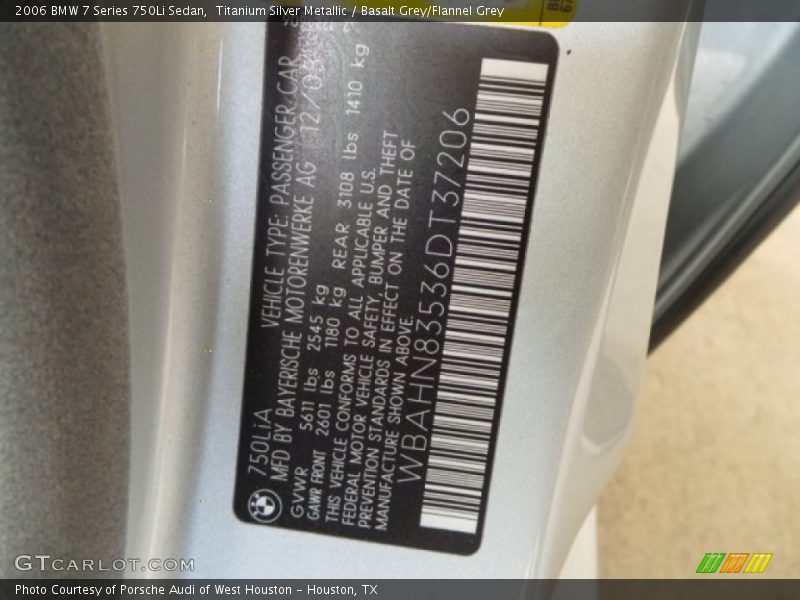 2006 BMW 7 Series 750Li Sedan,  Titanium Silver Metallic / Basalt Grey/Flannel Grey
750LiA VEHICLE TYPE: PASSENGER CAR
MFD BY BAYERISCHE MOTORENWERKE AG 12/05
GVWR 5611 lbs 2545 kg
GAWR FRONT 2601 lbs 1180 kg REAR 3108 lbs 1410 kg
THIS VEHICLE CONFORMS TO ALL APPLICABLE U.S.
FEDERAL MOTOR VEHICLE SAFETY, BUMPER AND THEFT
PREVENTION STANDARDS IN EFFECT ON THE DATE OF
MANUFACTURE SHOWN ABOVE.
WBAHN83536DT37206
GTCARLOT.COM
Photo Courtesy of Porsche Audi of West Houston - Houston, TX